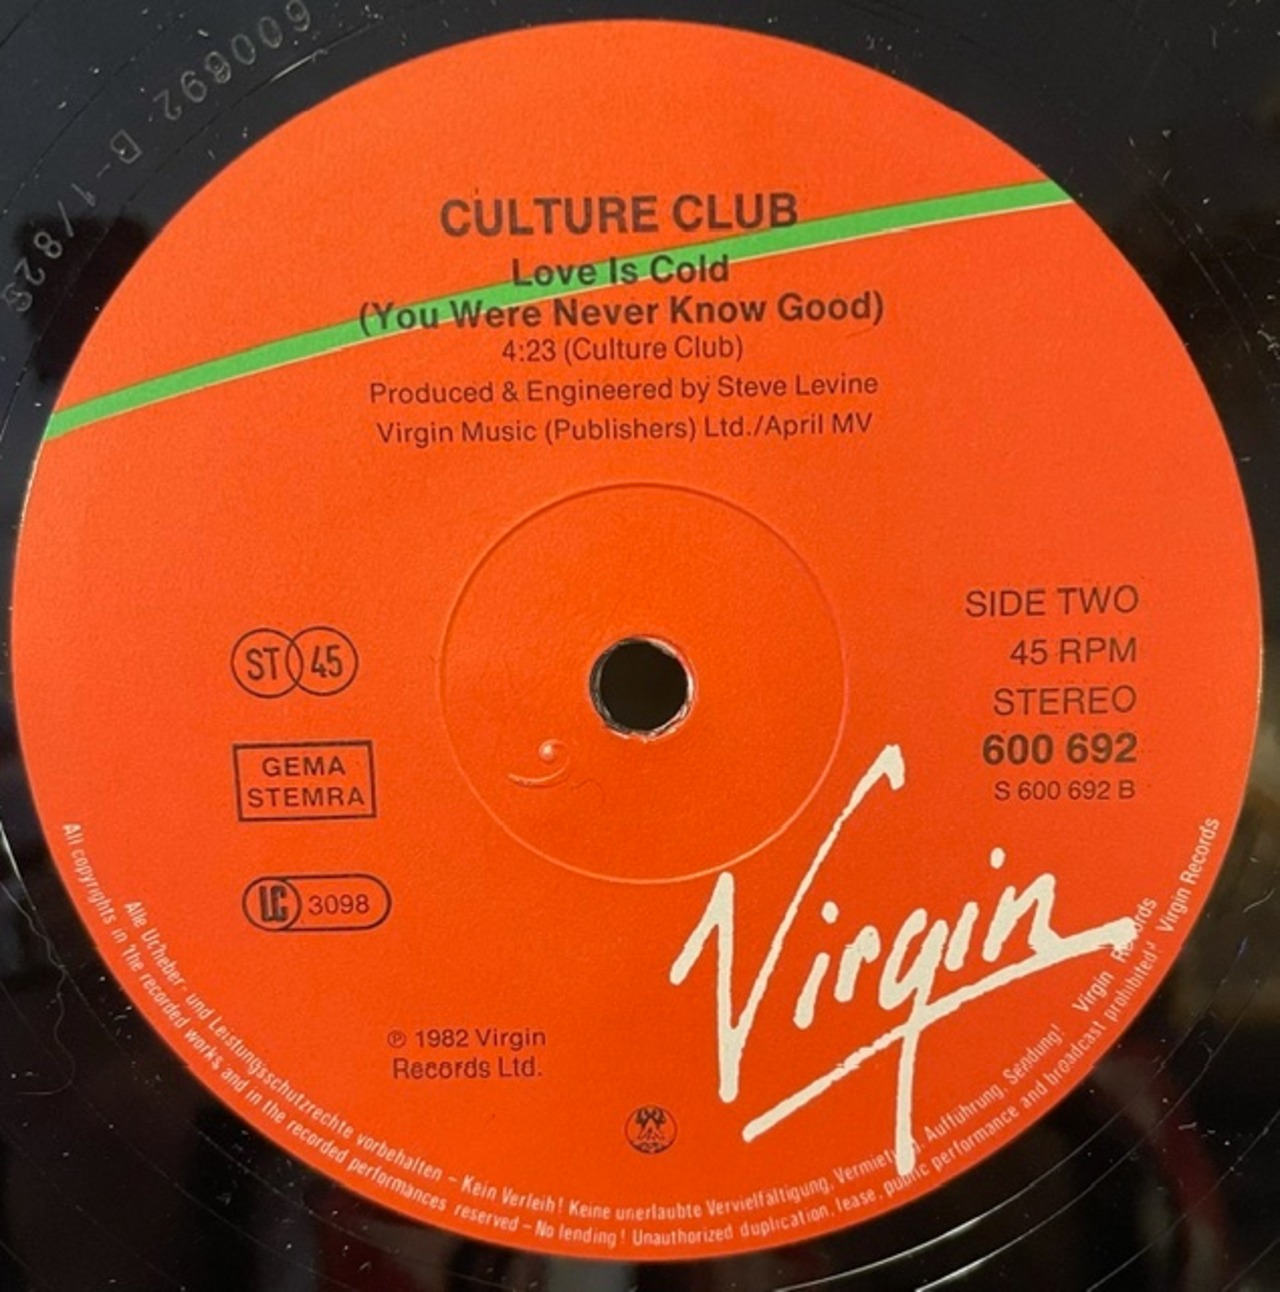 600692 B-1/82S
CULTURE CLUB
Love Is Cold
(You Were Never Know Good)
4:23 (Culture Club)
Produced & Engineered by Steve Levine
Virgin Music (Publishers) Ltd./April MV
ST 45
GEMA
STEMRA
LC 3098
SIDE TWO
45 RPM
STEREO
600 692
S 600 692 B
Virgin
℗ 1982 Virgin
Records Ltd.
Alle Urheber- und Leistungsschutzrechte vorbehalten – Kein Verleih! Keine unerlaubte Vervielfältigung, Vermietung, Aufführung, Sendung! Virgin Records
All copyrights in the recorded works and in the recorded performances reserved – No lending! Unauthorized duplication, lease, public performance and broadcast prohibited! Virgin Records